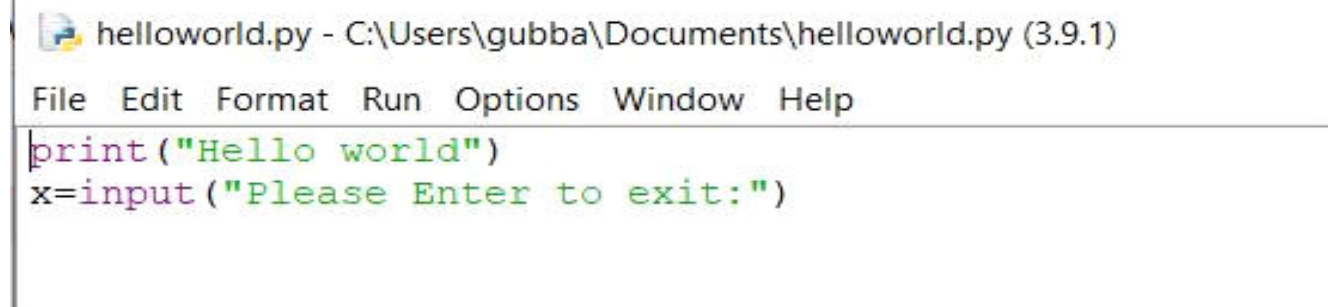 helloworld.py - C:\Users\gubba\Documents\helloworld.py (3.9.1)
File Edit Format Run Options Window Help
print("Hello world")
x=input("Please Enter to exit:")